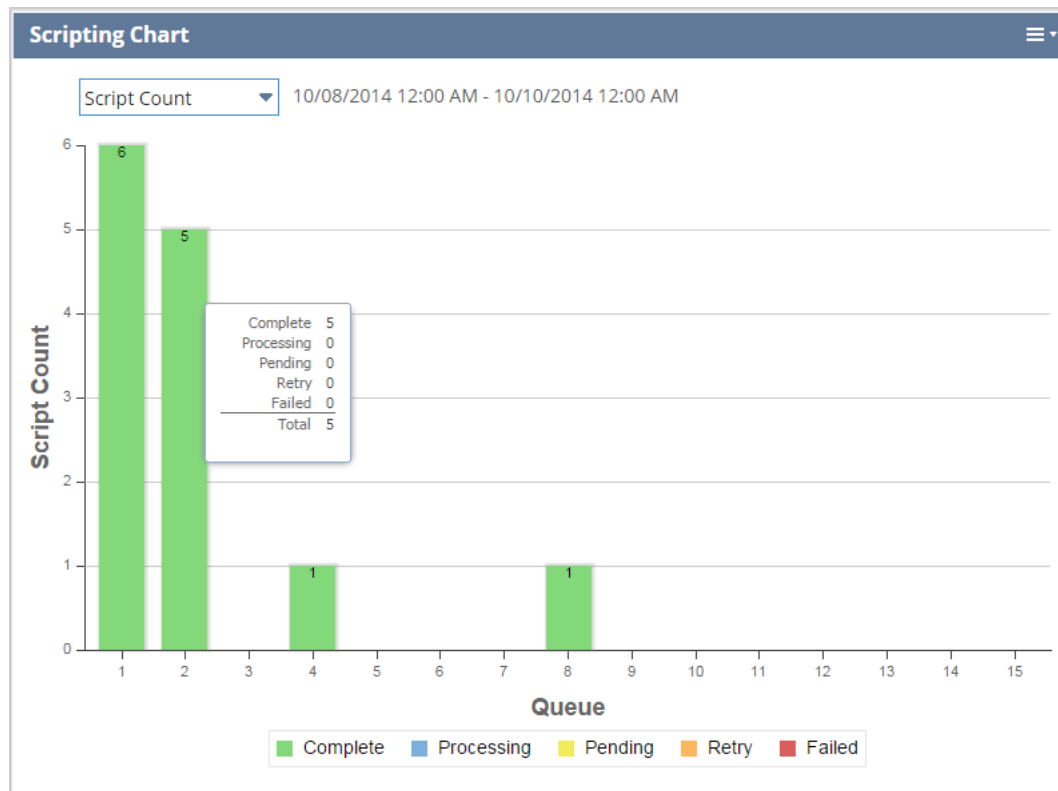 Scripting Chart
Script Count 10/08/2014 12:00 AM - 10/10/2014 12:00 AM
6
6
5
5
Complete 5
Processing 0
Pending 0
Retry 0
Failed 0
Total 5
4
3
2
1
1
1
0
Script Count
1 2 3 4 5 6 7 8 9 10 11 12 13 14 15
Queue
Complete Processing Pending Retry Failed